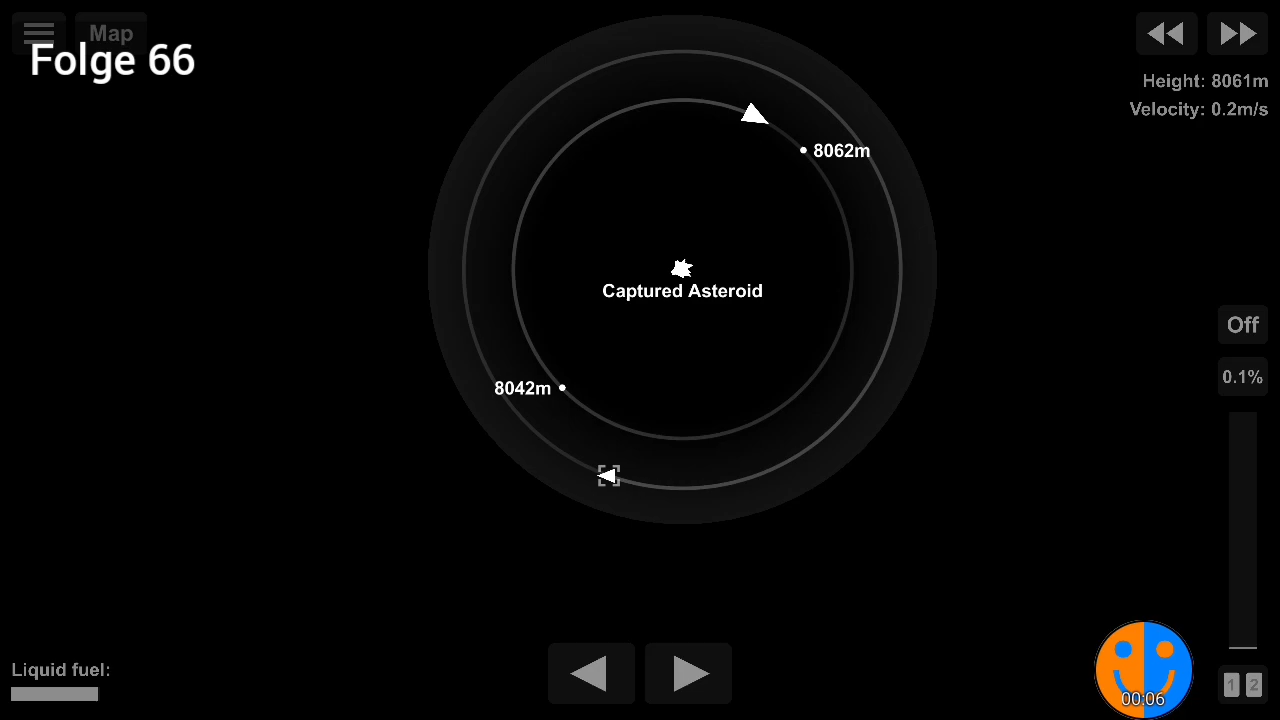 Map
Folge 66
Height: 8061m
Velocity: 0.2m/s
8062m
Captured Asteroid
8042m
Off
0.1%
Liquid fuel:
00:06
1 2